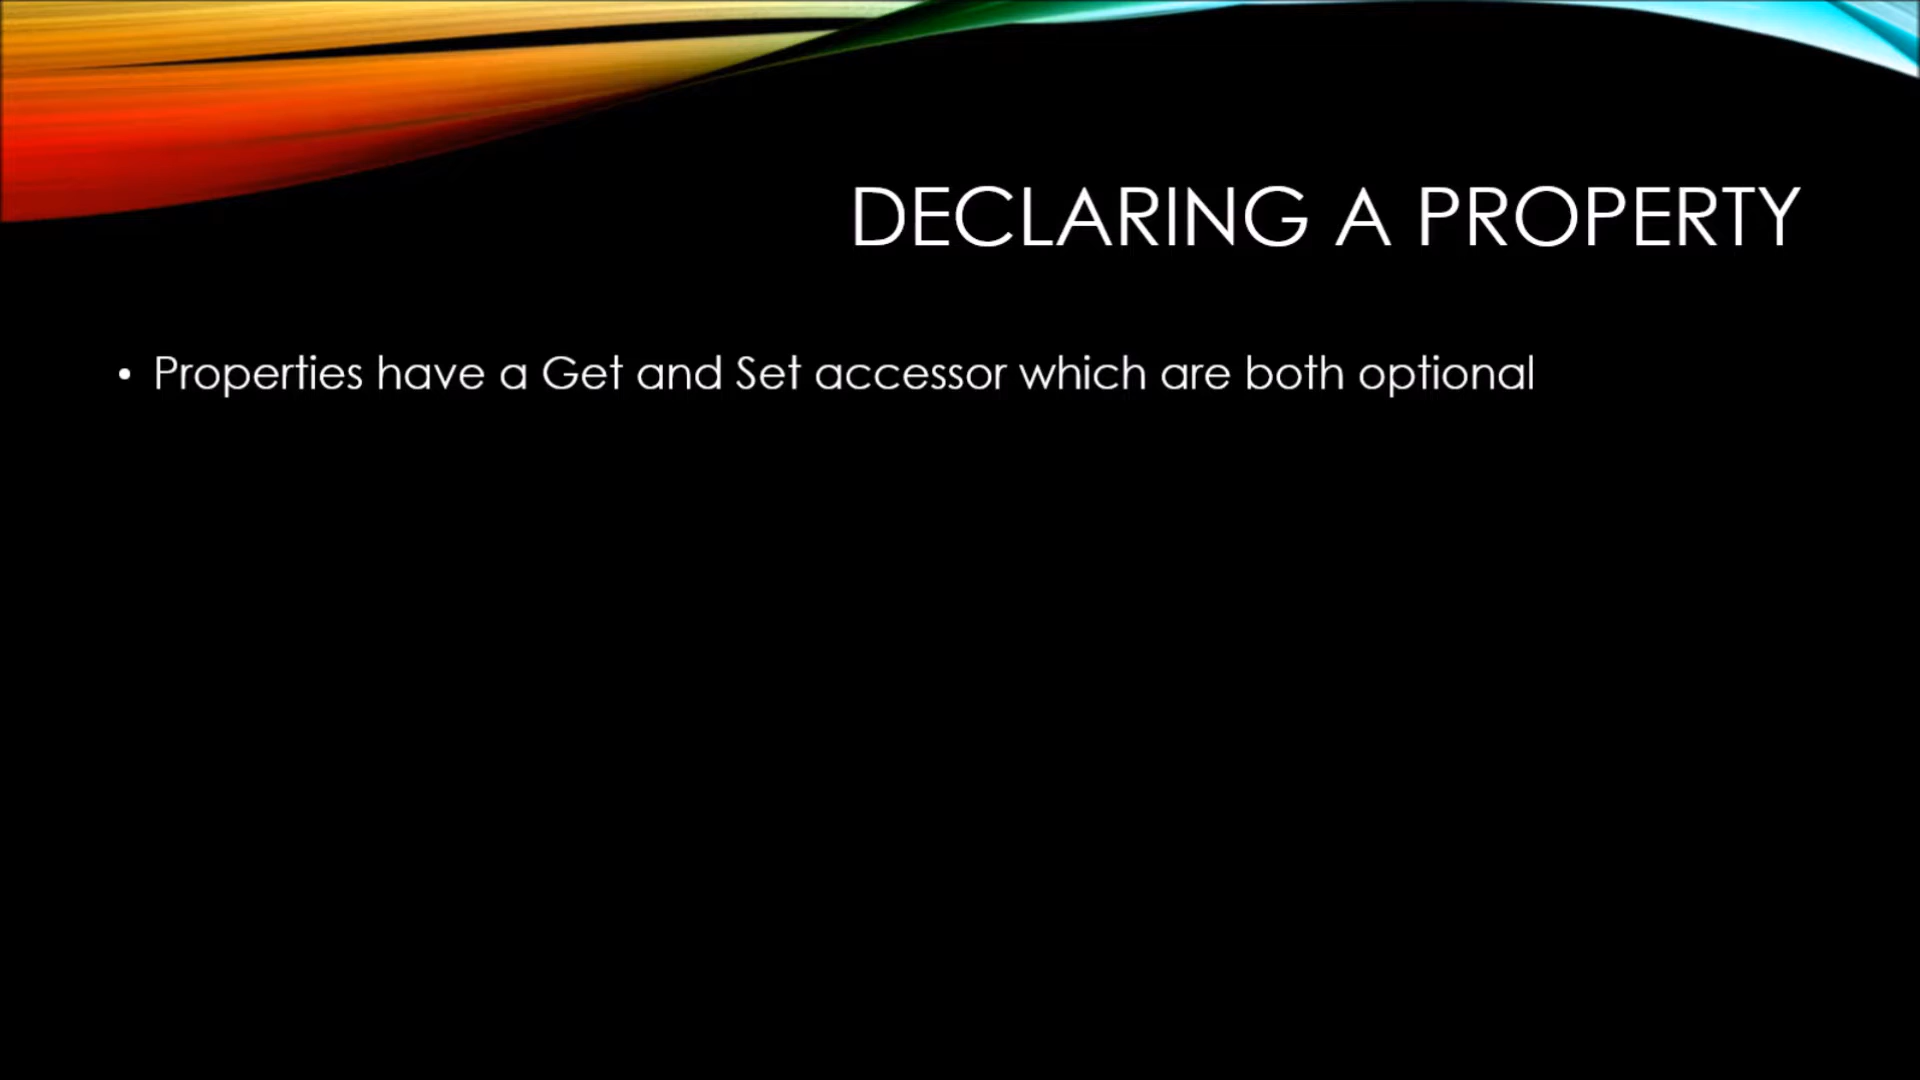 DECLARING A PROPERTY
• Properties have a Get and Set accessor which are both optional